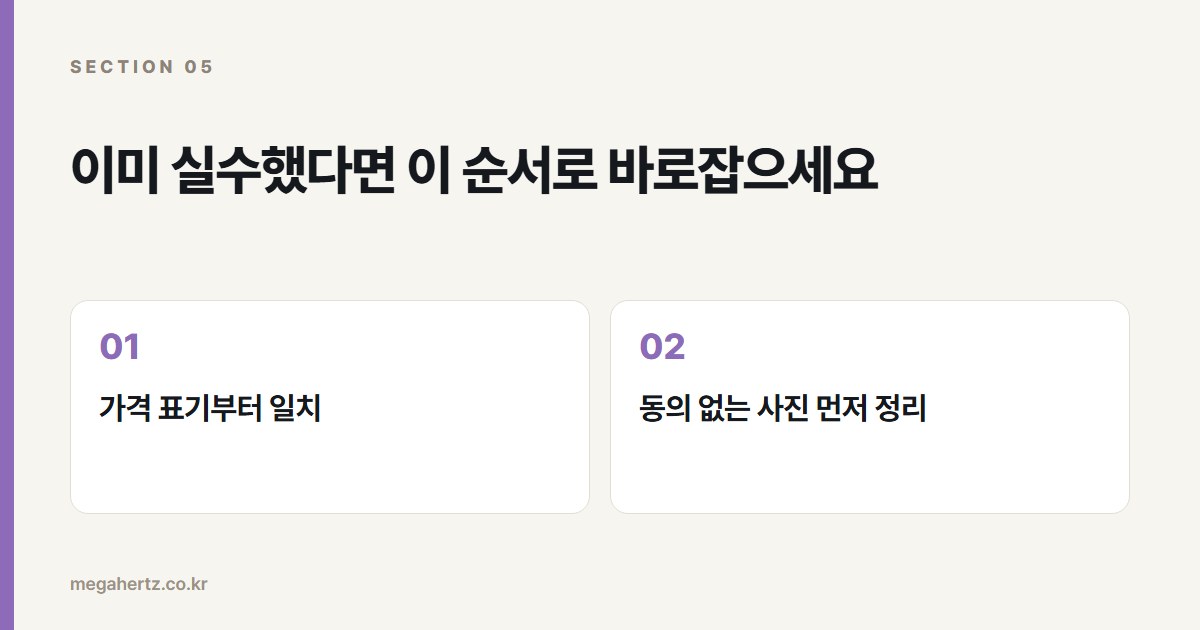 SECTION 05
이미 실수했다면 이 순서로 바로잡으세요
01
가격 표기부터 일치
02
동의 없는 사진 먼저 정리
megahertz.co.kr